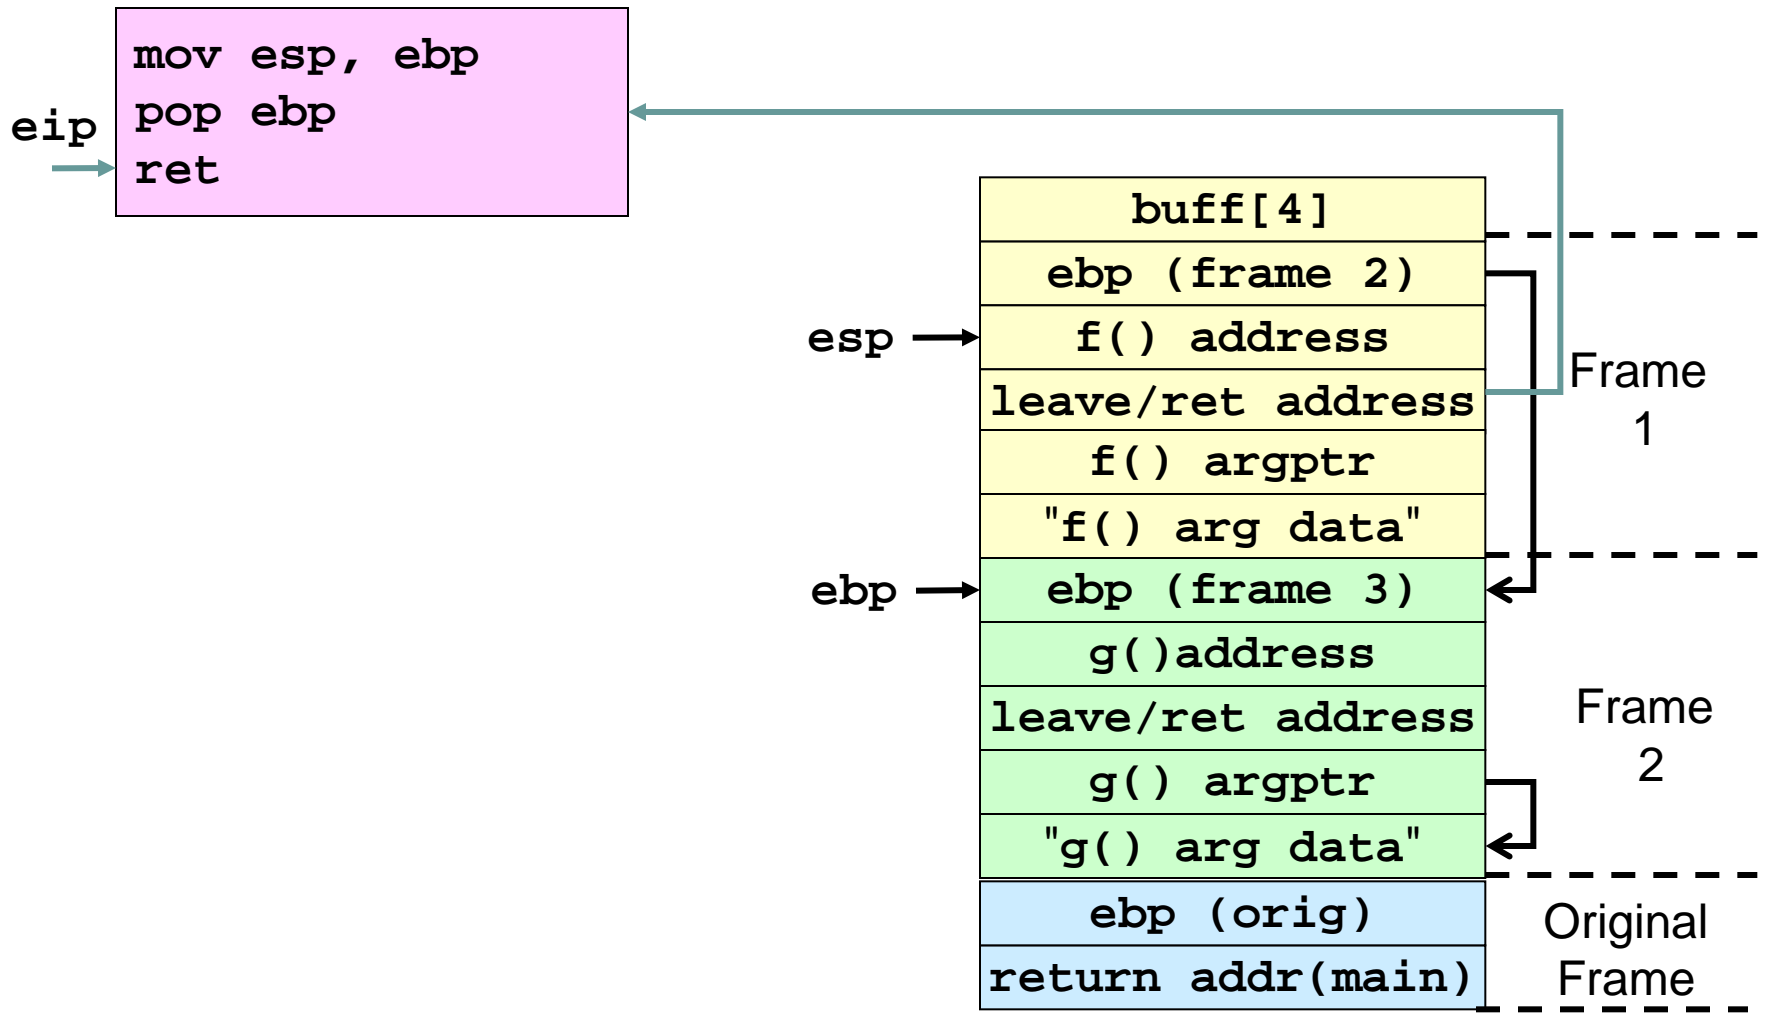 mov esp, ebp
pop ebp
ret
eip
buff[4]
ebp (frame 2)
esp
f() address
leave/ret address
f() argptr
"f() arg data"
Frame
1
ebp
ebp (frame 3)
g()address
leave/ret address
g() argptr
"g() arg data"
Frame
2
ebp (orig)
return addr(main)
Original
Frame